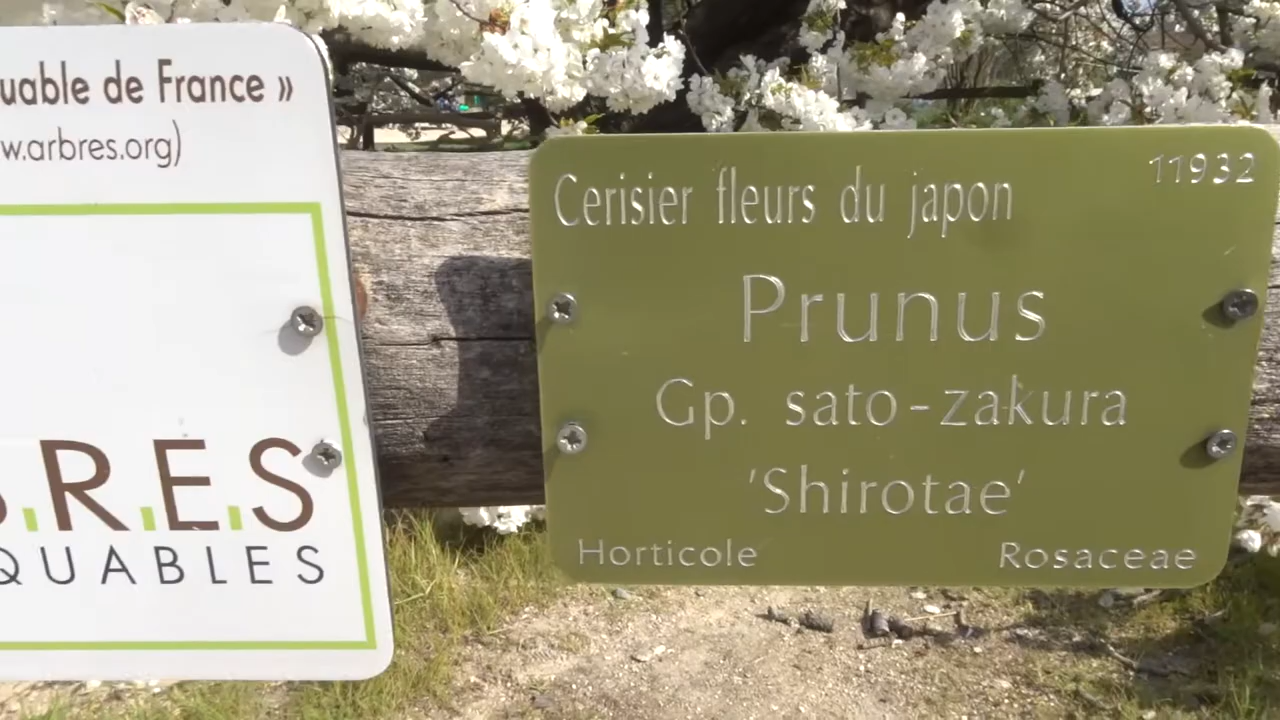 uable de France »
w.arbres.org)
.R.E.S
QUABLES
11932
Cerisier fleurs du japon
Prunus
Gp. sato-zakura
'Shirotae'
Horticole Rosaceae